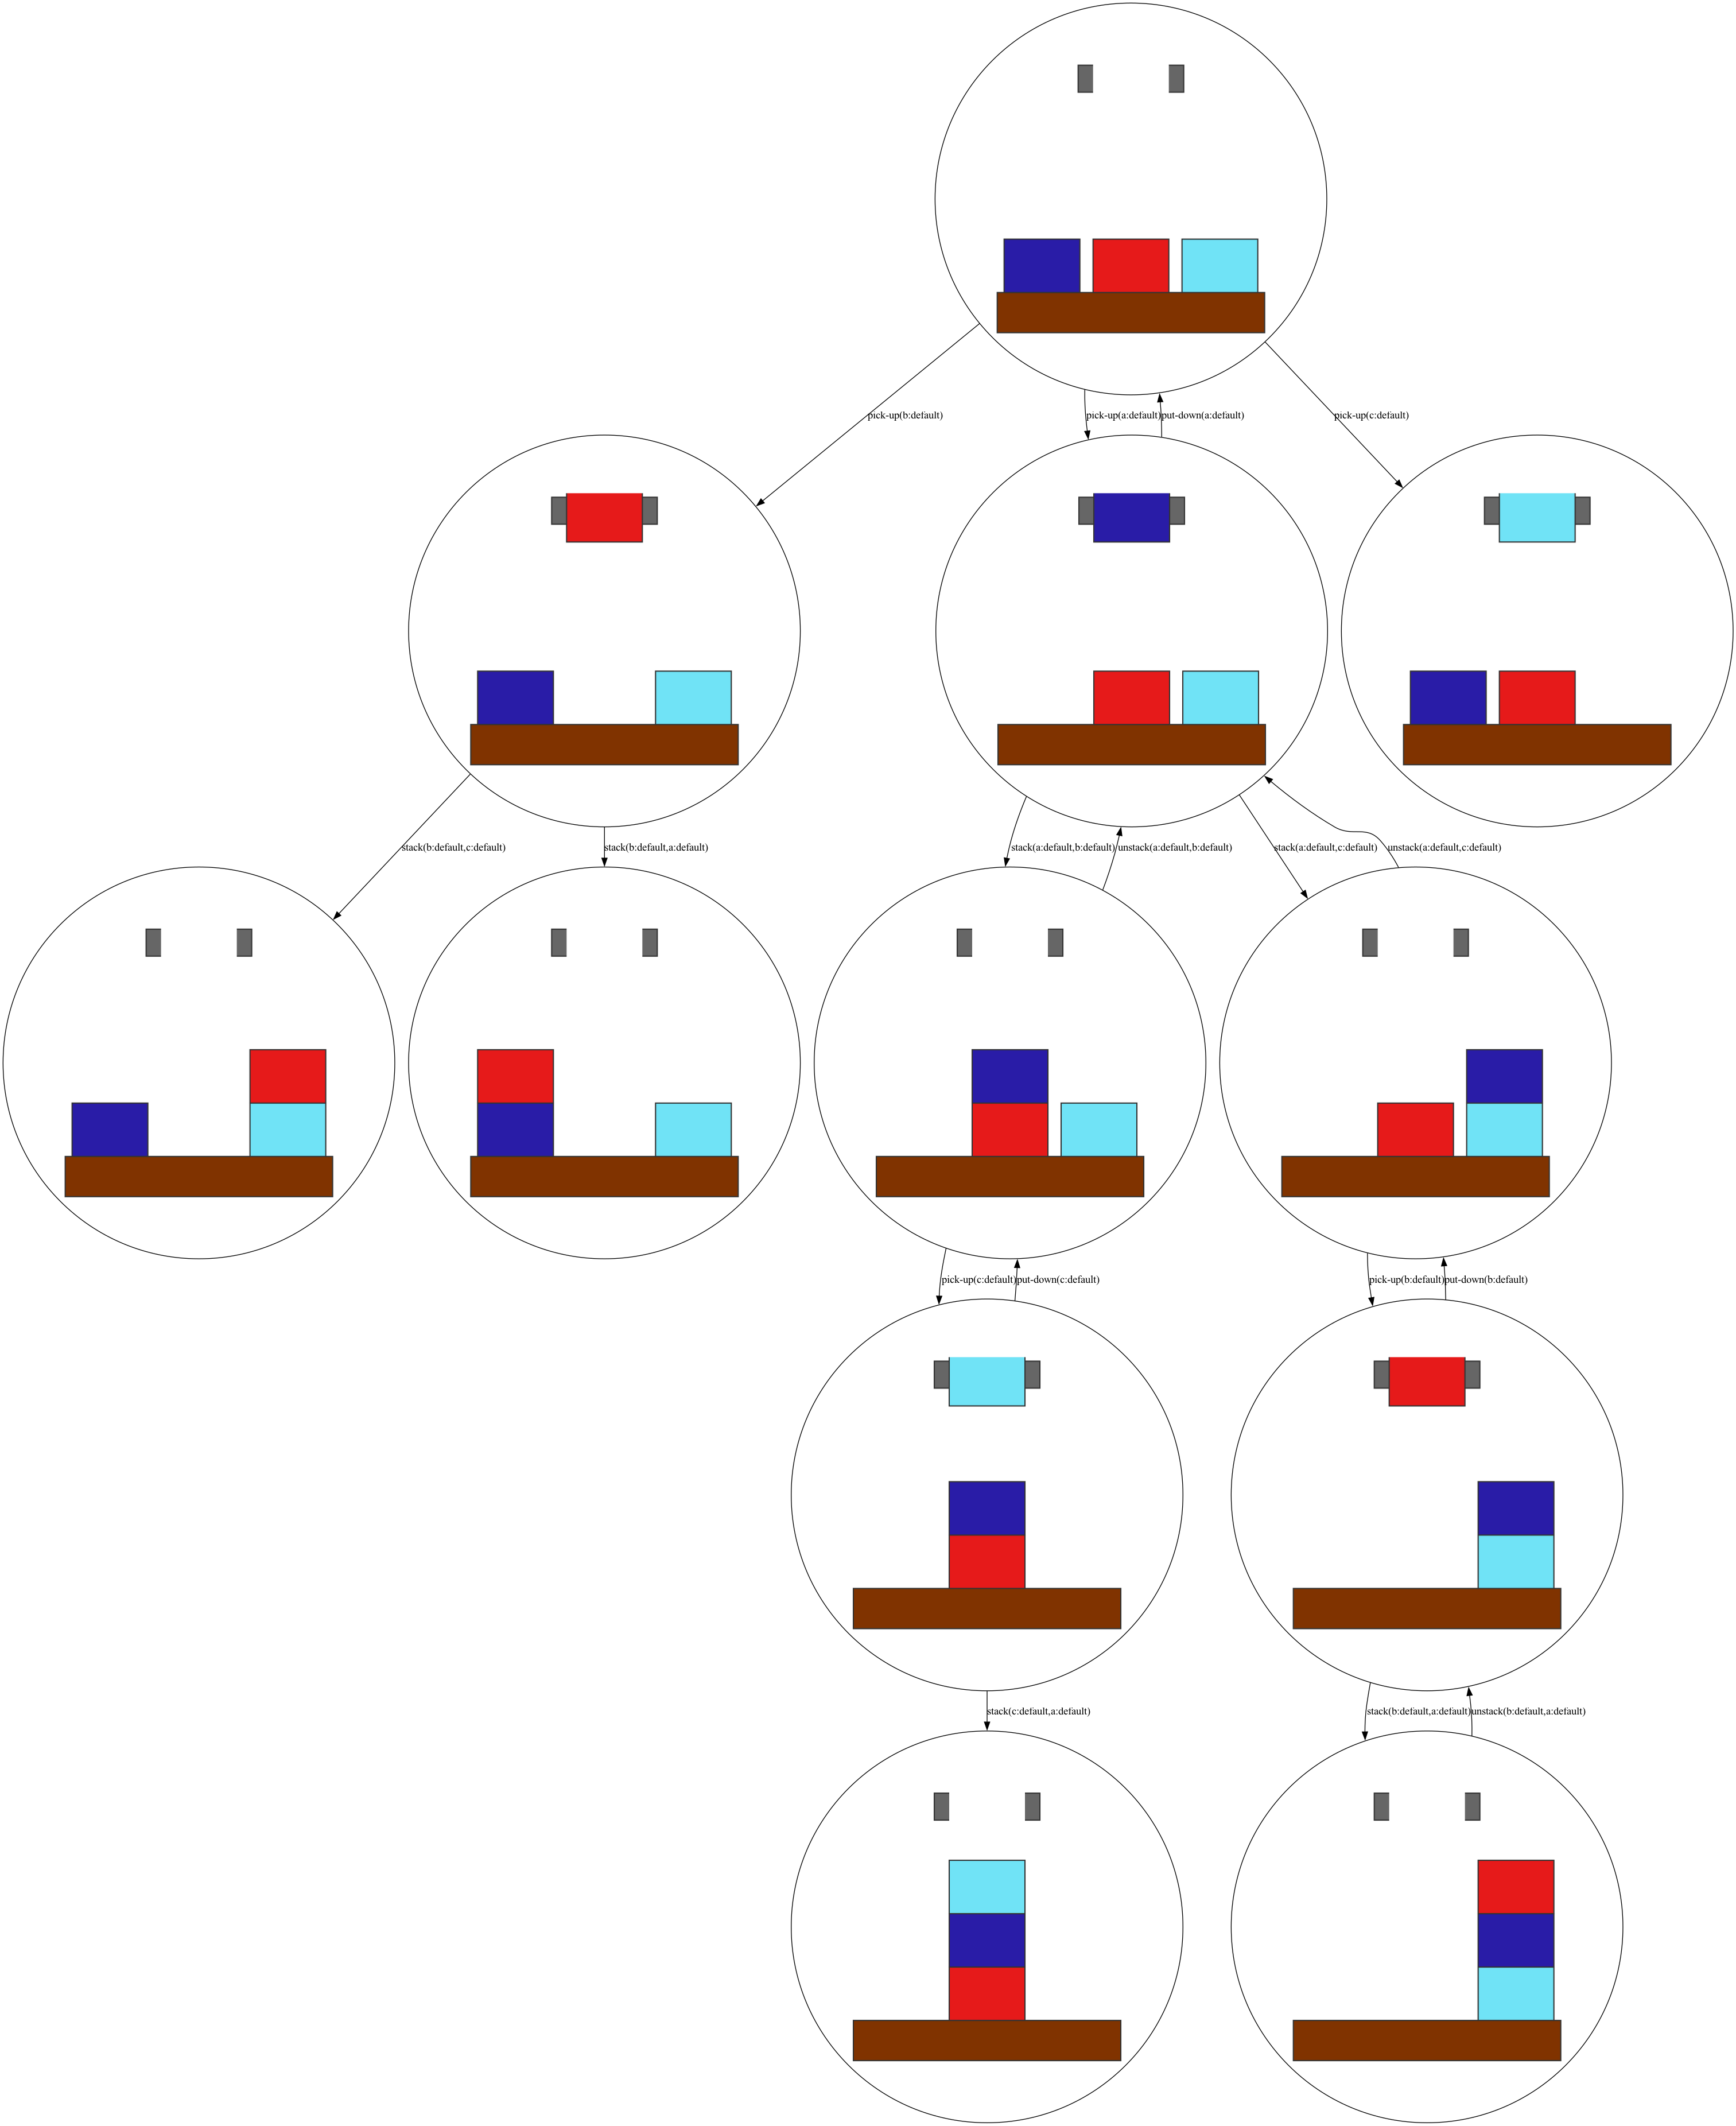 pick-up(b:default)
pick-up(a:default)
put-down(a:default)
pick-up(c:default)
stack(b:default,c:default)
stack(b:default,a:default)
stack(a:default,b:default)
unstack(a:default,b:default)
stack(a:default,c:default)
unstack(a:default,c:default)
pick-up(c:default)
put-down(c:default)
pick-up(b:default)
put-down(b:default)
stack(c:default,a:default)
stack(b:default,a:default)
unstack(b:default,a:default)